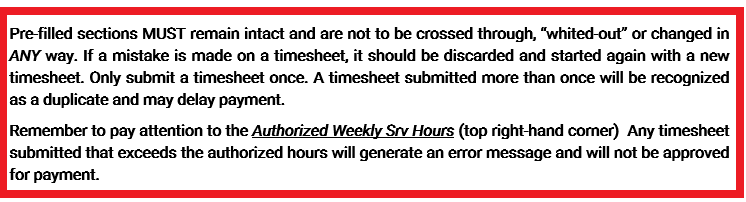 Pre-filled sections MUST remain intact and are not to be crossed through, “whited-out” or changed in
ANY way. If a mistake is made on a timesheet, it should be discarded and started again with a new
timesheet. Only submit a timesheet once. A timesheet submitted more than once will be recognized
as a duplicate and may delay payment.
Remember to pay attention to the Authorized Weekly Srv Hours (top right-hand corner)  Any timesheet
submitted that exceeds the authorized hours will generate an error message and will not be approved
for payment.